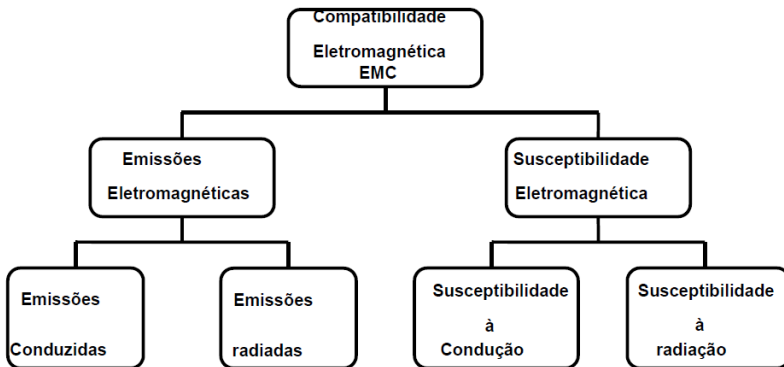 Compatibilidade
Eletromagnética
EMC
Emissões
Eletromagnéticas
Susceptibilidade
Eletromagnética
Emissões
Conduzidas
Emissões
radiadas
Susceptibilidade
à
Condução
Susceptibilidade
à
radiação